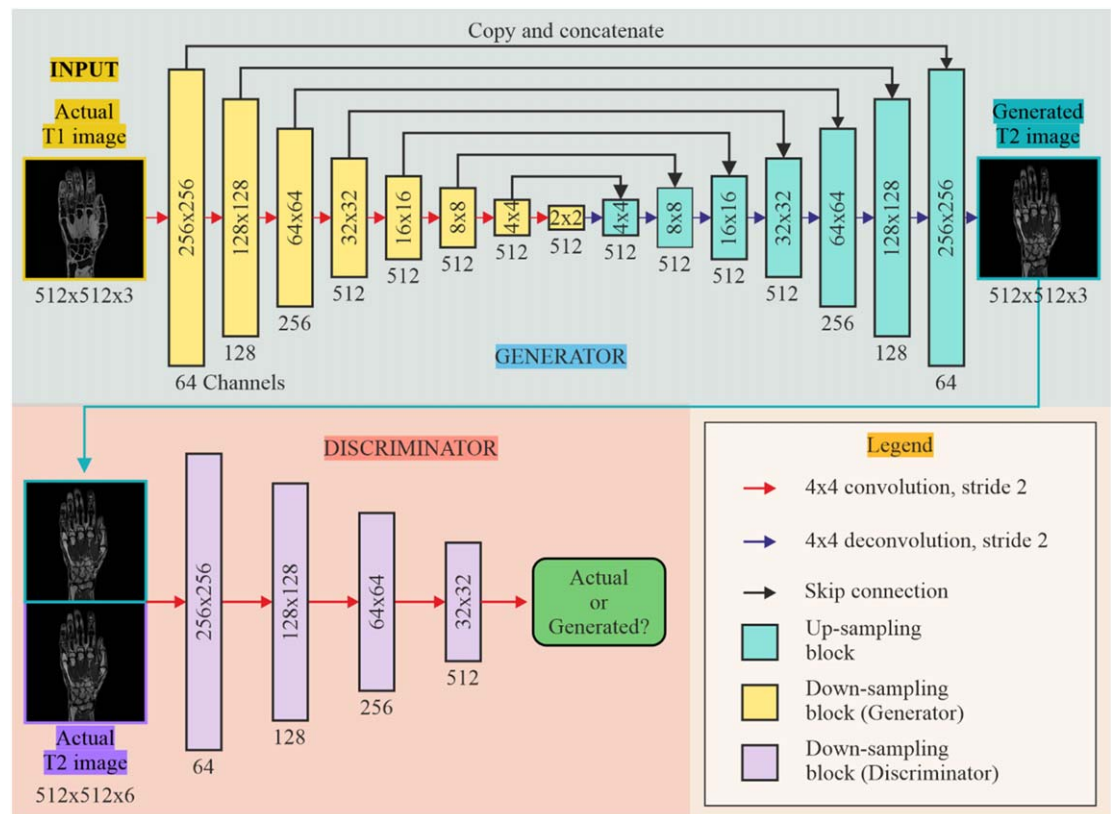 Copy and concatenate
INPUT
Actual
T1 image
512x512x3
256x256
64 Channels
128x128
128
64x64
256
32x32
512
16x16
512
8x8
512
4x4
512
2x2
512
4x4
512
8x8
512
16x16
512
32x32
512
64x64
256
128x128
128
256x256
64
Generated
T2 image
512x512x3
GENERATOR
DISCRIMINATOR
Actual
T2 image
512x512x6
256x256
64
128x128
128
64x64
256
32x32
512
Actual
or
Generated?
Legend
4x4 convolution, stride 2
4x4 deconvolution, stride 2
Skip connection
Up-sampling
block
Down-sampling
block (Generator)
Down-sampling
block (Discriminator)